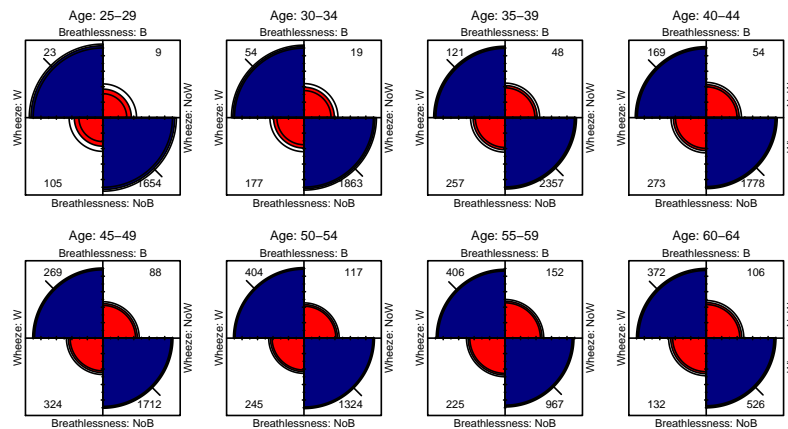 Age: 25−29
Breathlessness: B
23 9
Wheeze: W
Wheeze: NoW
105 1654
Breathlessness: NoB
Age: 30−34
Breathlessness: B
54 19
Wheeze: W
Wheeze: NoW
177 1863
Breathlessness: NoB
Age: 35−39
Breathlessness: B
121 48
Wheeze: W
Wheeze: NoW
257 2357
Breathlessness: NoB
Age: 40−44
Breathlessness: B
169 54
Wheeze: W
273 1778
Breathlessness: NoB
Age: 45−49
Breathlessness: B
269 88
Wheeze: W
Wheeze: NoW
324 1712
Breathlessness: NoB
Age: 50−54
Breathlessness: B
404 117
Wheeze: W
Wheeze: NoW
245 1324
Breathlessness: NoB
Age: 55−59
Breathlessness: B
406 152
Wheeze: W
Wheeze: NoW
225 967
Breathlessness: NoB
Age: 60−64
Breathlessness: B
372 106
Wheeze: W
132 526
Breathlessness: NoB